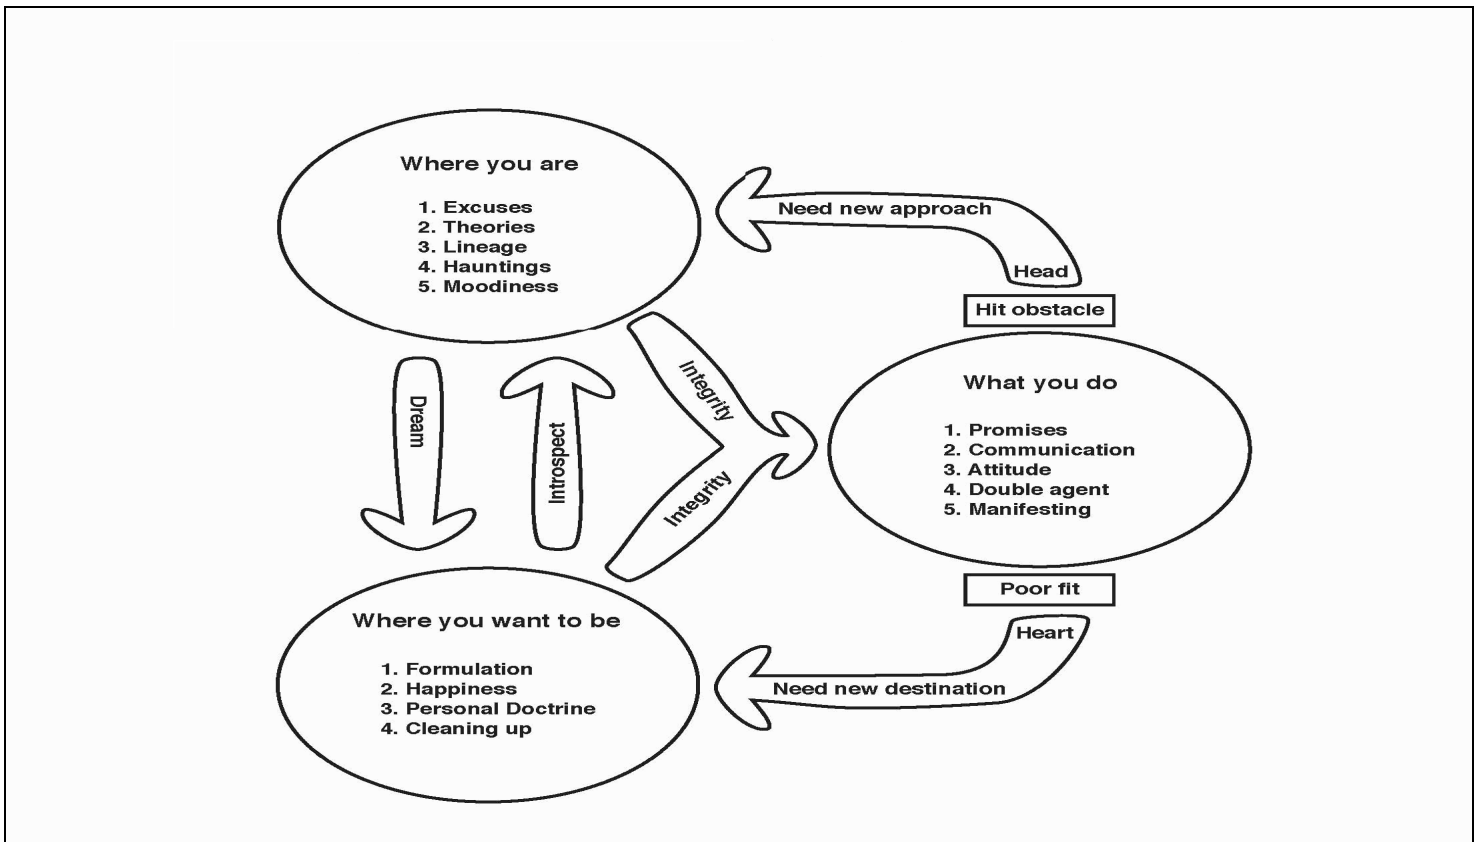 Where you are
1. Excuses
2. Theories
3. Lineage
4. Hauntings
5. Moodiness
Need new approach
Head
Hit obstacle
Dream
Introspect
Integrity
Integrity
What you do
1. Promises
2. Communication
3. Attitude
4. Double agent
5. Manifesting
Poor fit
Heart
Need new destination
Where you want to be
1. Formulation
2. Happiness
3. Personal Doctrine
4. Cleaning up